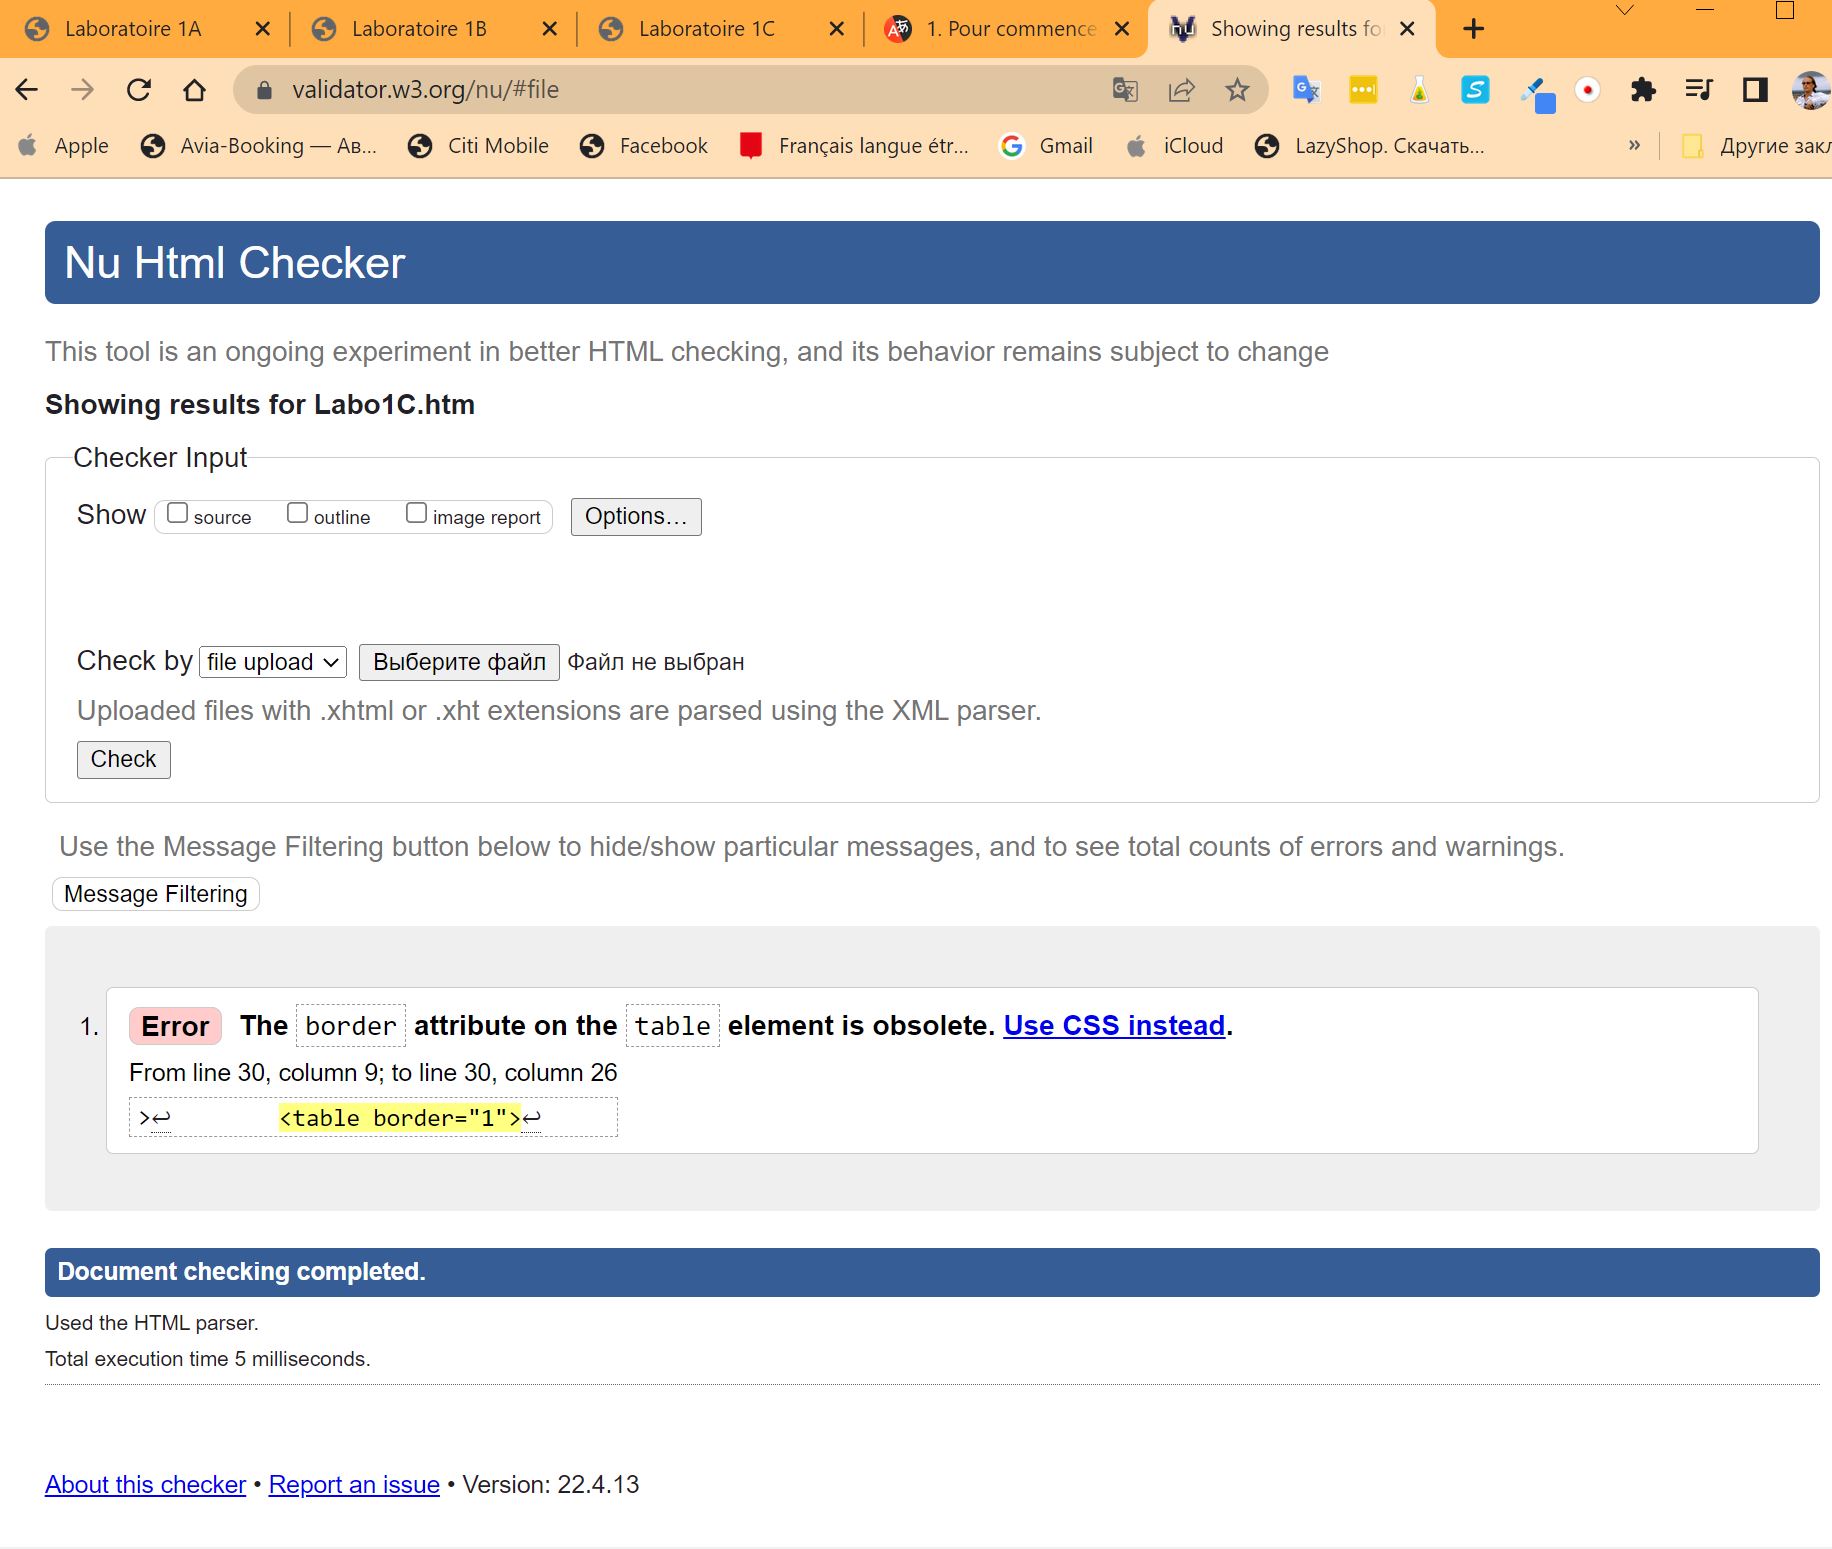 Laboratoire 1A
Laboratoire 1B
Laboratoire 1C
1. Pour commence
Showing results fo
validator.w3.org/nu/#file
Apple
Avia-Booking — Ав...
Citi Mobile
Facebook
Français langue étr...
Gmail
iCloud
LazyShop. Скачать...
»
Другие закл
Nu Html Checker
This tool is an ongoing experiment in better HTML checking, and its behavior remains subject to change
Showing results for Labo1C.htm
Checker Input
Show source outline image report Options...
Check by file upload Выберите файл Файл не выбран
Uploaded files with .xhtml or .xht extensions are parsed using the XML parser.
Check
Use the Message Filtering button below to hide/show particular messages, and to see total counts of errors and warnings.
Message Filtering
1. Error The border attribute on the table element is obsolete. Use CSS instead.
From line 30, column 9; to line 30, column 26
>↩ <table border="1">↩
Document checking completed.
Used the HTML parser.
Total execution time 5 milliseconds.
About this checker • Report an issue • Version: 22.4.13